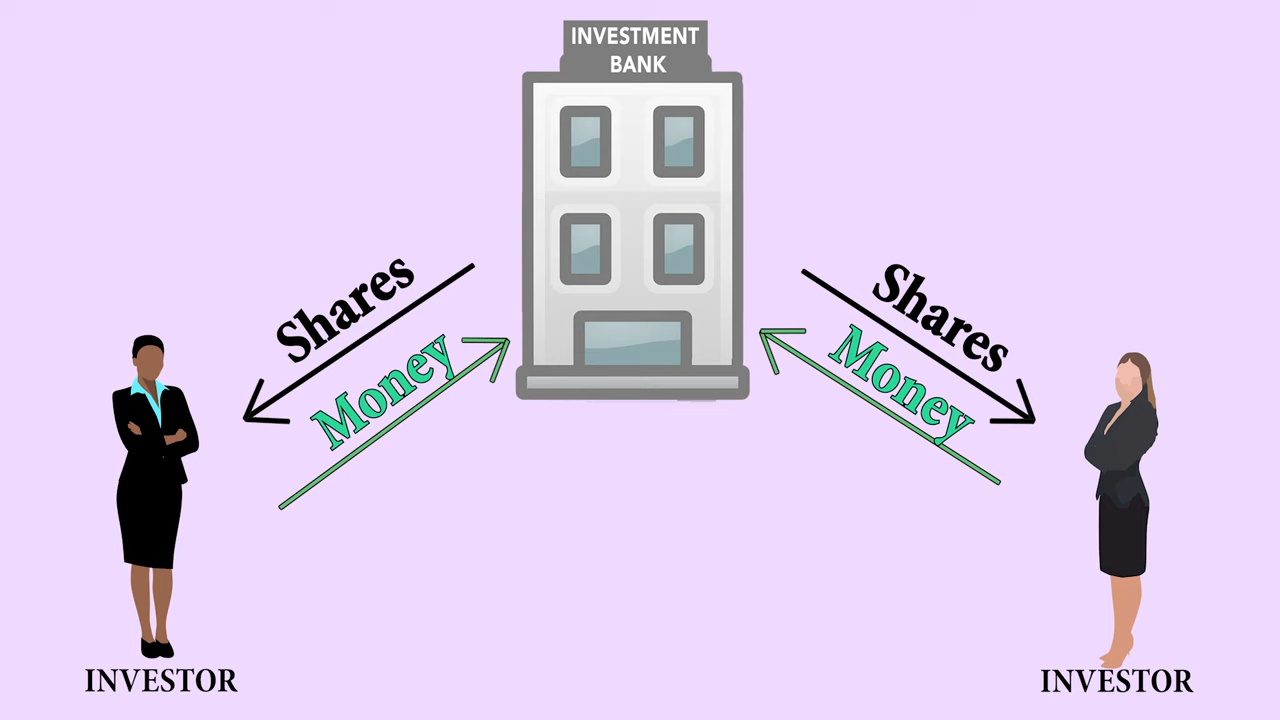 INVESTMENT
BANK
Shares
Money
Shares
Money
INVESTOR
INVESTOR